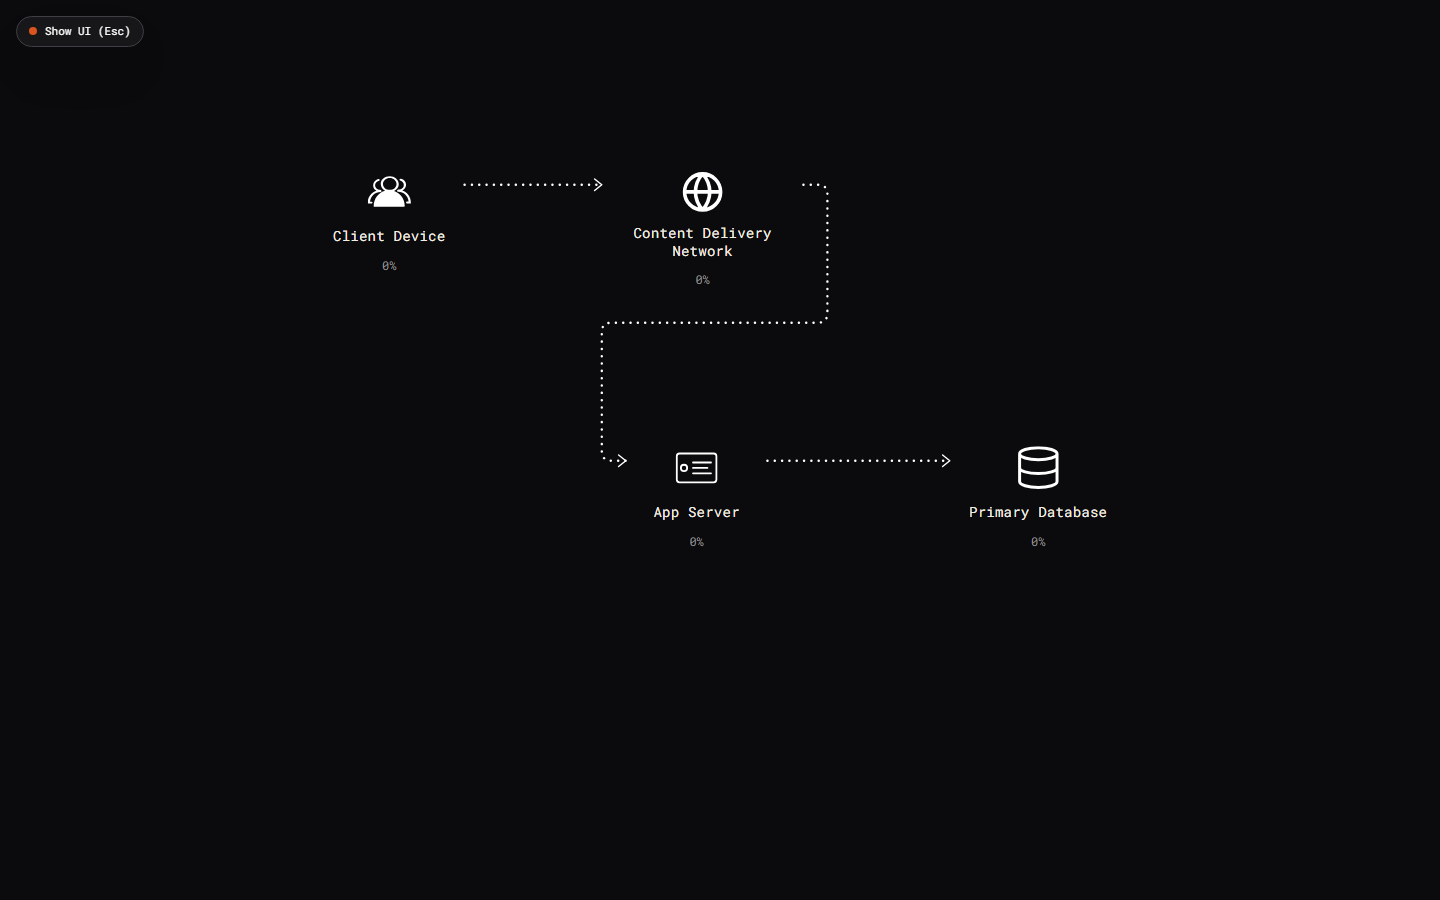 Show UI (Esc)
Client Device
0%
Content Delivery
Network
0%
App Server
0%
Primary Database
0%